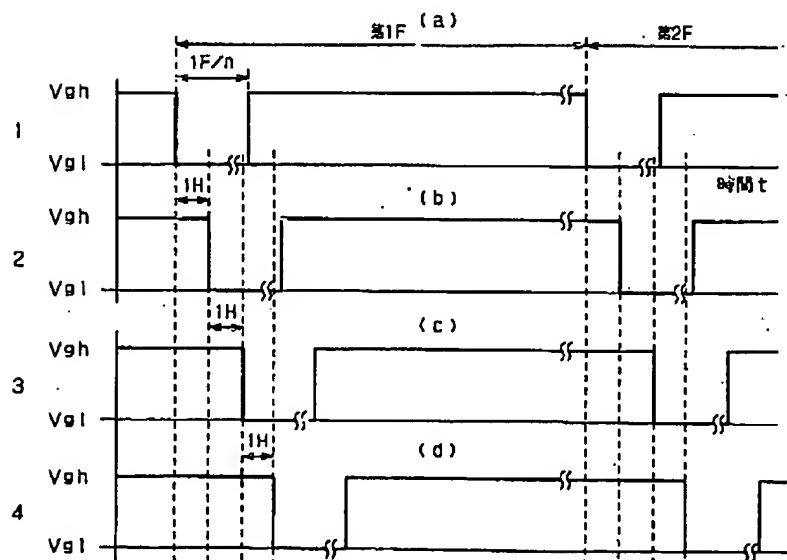 (a)
第1F 第2F
1F/n
Vgh
1
Vgl
時間t
1H
(b)
Vgh
2
Vgl
1H
(c)
Vgh
3
Vgl
1H
(d)
Vgh
4
Vgl